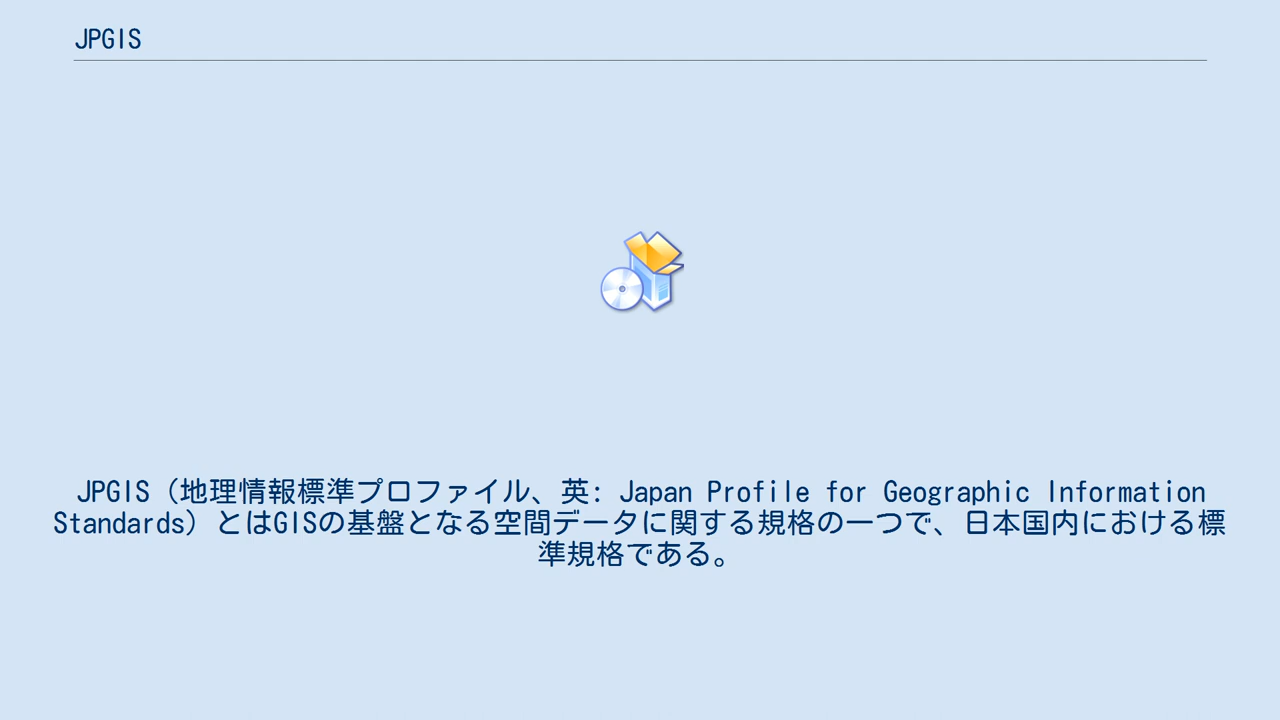 JPGIS
JPGIS（地理情報標準プロファイル、英: Japan Profile for Geographic Information
Standards）とはGISの基盤となる空間データに関する規格の一つで、日本国内における標
準規格である。